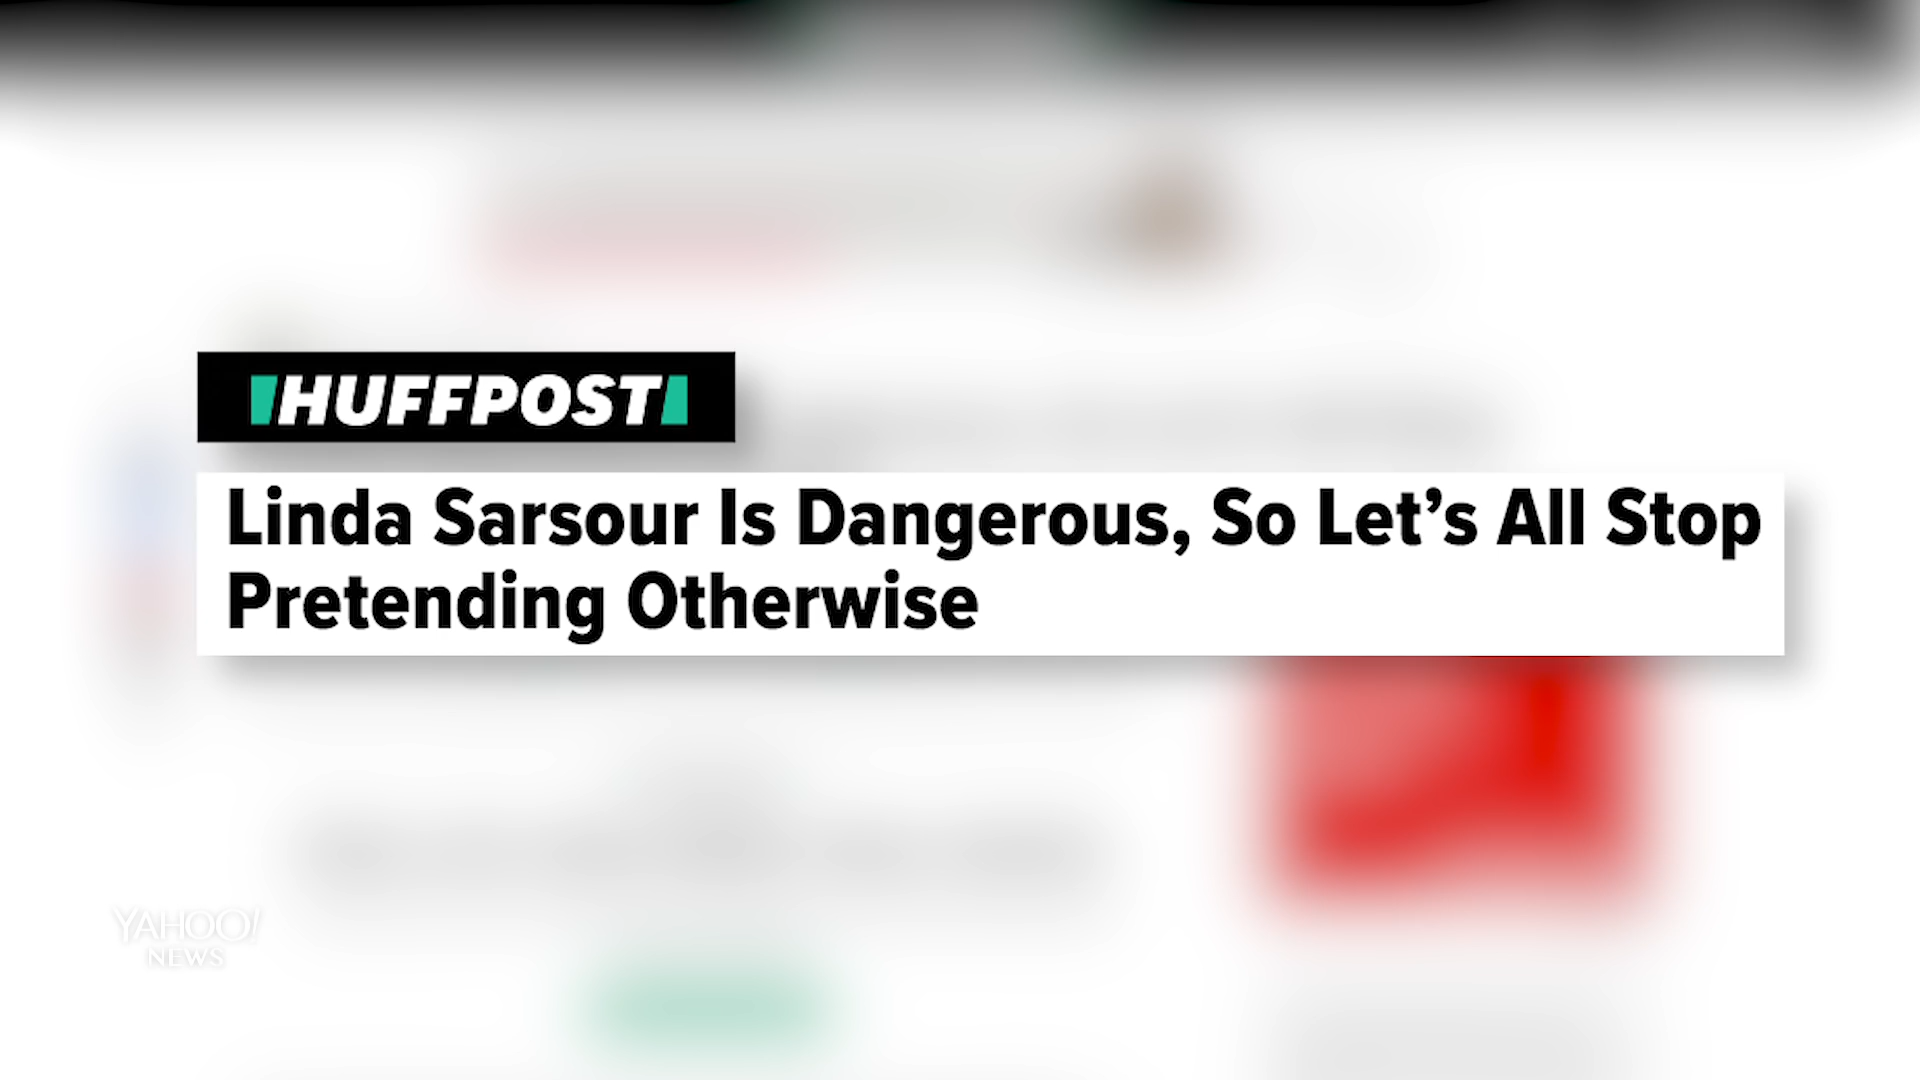 HUFFPOST
Linda Sarsour Is Dangerous, So Let’s All Stop
Pretending Otherwise
YAHOO!
NEWS